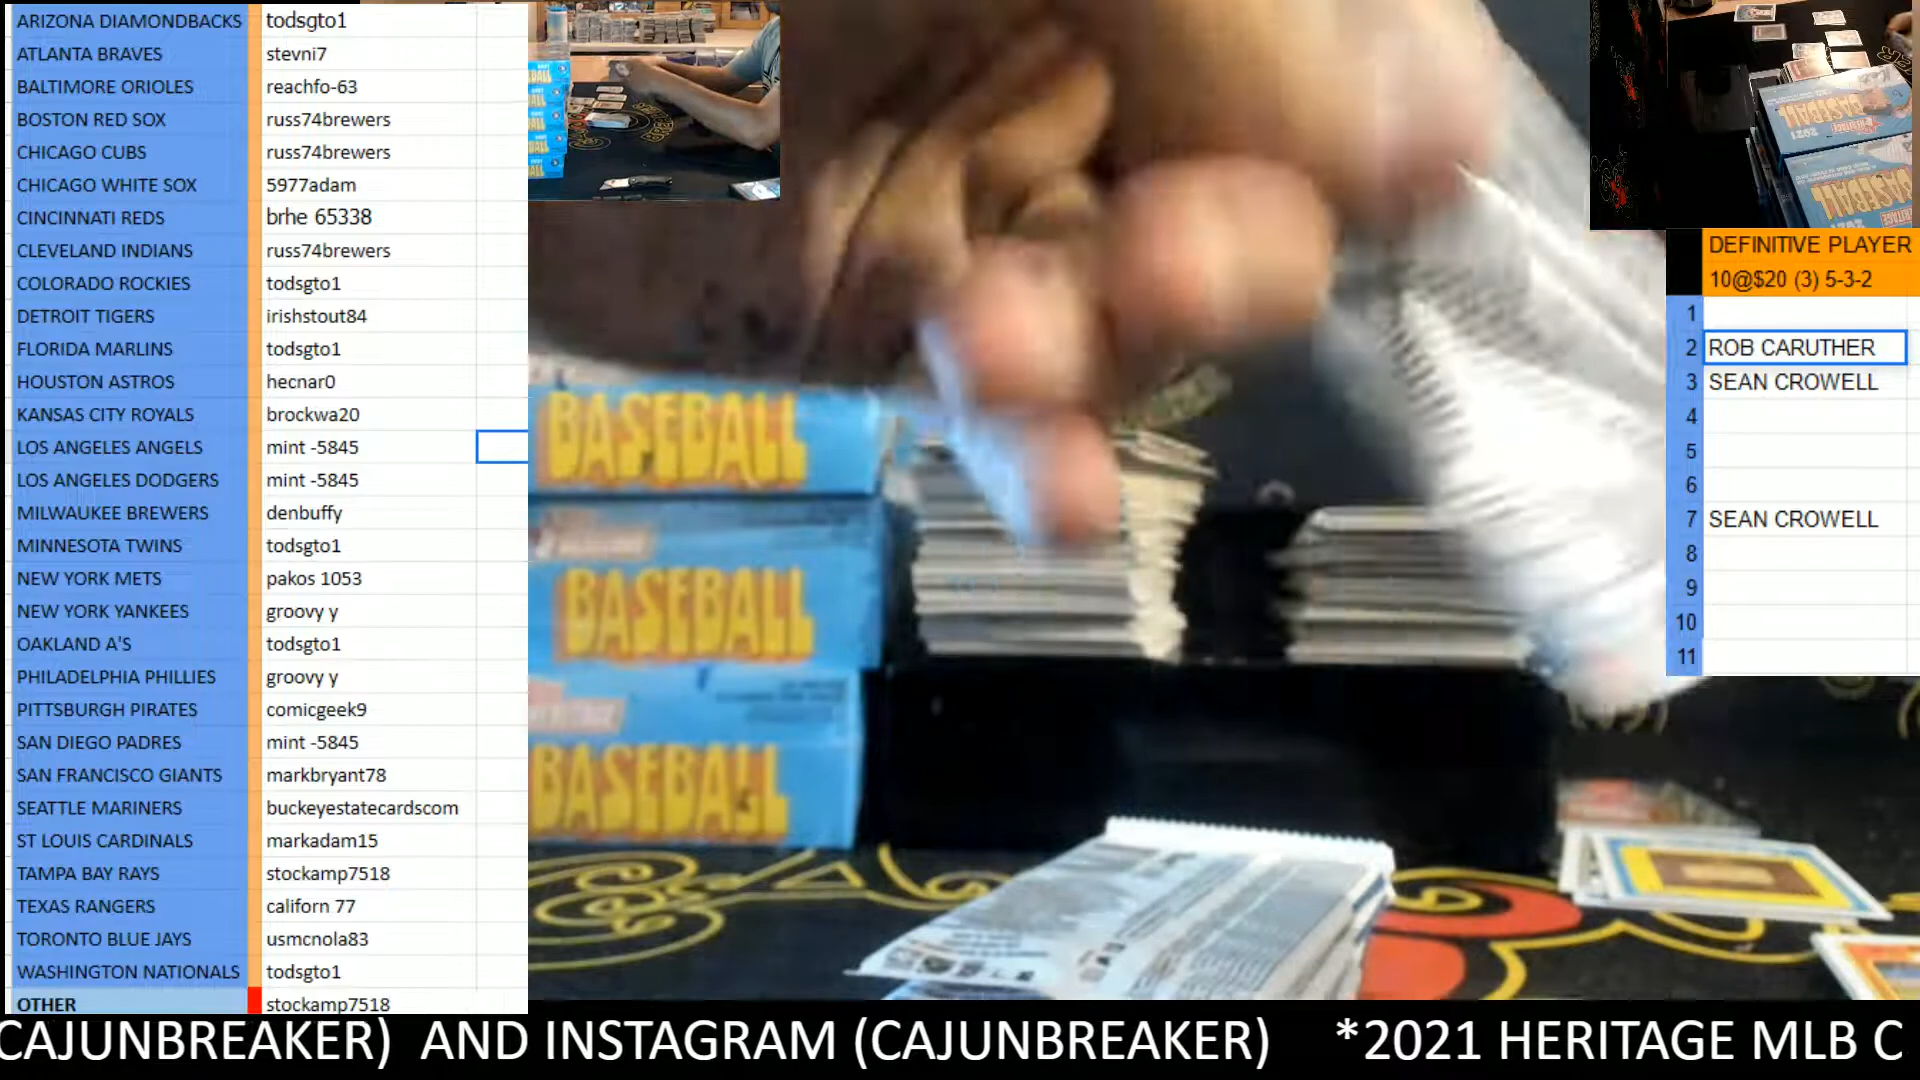 ARIZONA DIAMONDBACKS todsgto1
ATLANTA BRAVES stevni7
BALTIMORE ORIOLES reachfo-63
BOSTON RED SOX russ74brewers
CHICAGO CUBS russ74brewers
CHICAGO WHITE SOX 5977adam
CINCINNATI REDS brhe 65338
CLEVELAND INDIANS russ74brewers
COLORADO ROCKIES todsgto1
DETROIT TIGERS irishstout84
FLORIDA MARLINS todsgto1
HOUSTON ASTROS hecnar0
KANSAS CITY ROYALS brockwa20
LOS ANGELES ANGELS mint -5845
LOS ANGELES DODGERS mint -5845
MILWAUKEE BREWERS denbuffy
MINNESOTA TWINS todsgto1
NEW YORK METS pakos 1053
NEW YORK YANKEES groovy y
OAKLAND A'S todsgto1
PHILADELPHIA PHILLIES groovy y
PITTSBURGH PIRATES comicgeek9
SAN DIEGO PADRES mint -5845
SAN FRANCISCO GIANTS markbryant78
SEATTLE MARINERS buckeyestatecardscom
ST LOUIS CARDINALS markadam15
TAMPA BAY RAYS stockamp7518
TEXAS RANGERS californ 77
TORONTO BLUE JAYS usmcnola83
WASHINGTON NATIONALS todsgto1
OTHER stockamp7518
BASEBALL
BASEBALL
BASEBALL
BASEBALL
2021
BASEBALL
HERITAGE
DEFINITIVE PLAYER
10@$20 (3) 5-3-2
1
2 ROB CARUTHER
3 SEAN CROWELL
4
5
6
7 SEAN CROWELL
8
9
10
11
CAJUNBREAKER) AND INSTAGRAM (CAJUNBREAKER) *2021 HERITAGE MLB C